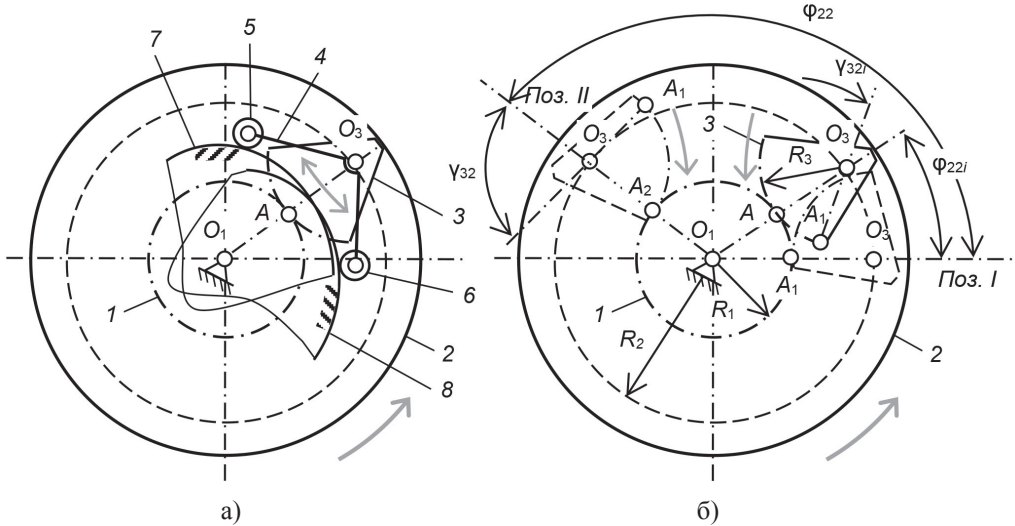 7
5
4
O₃
3
A
O₁
1
6
2
8
а)
φ₂₂
γ₃₂ᵢ
Поз. II
A₁
3
O₃
O₃
R₃
φ₂₂ᵢ
γ₃₂
A₂
A
A₁
O₃
O₁
A₁
Поз. I
1
R₁
R₂
2
б)